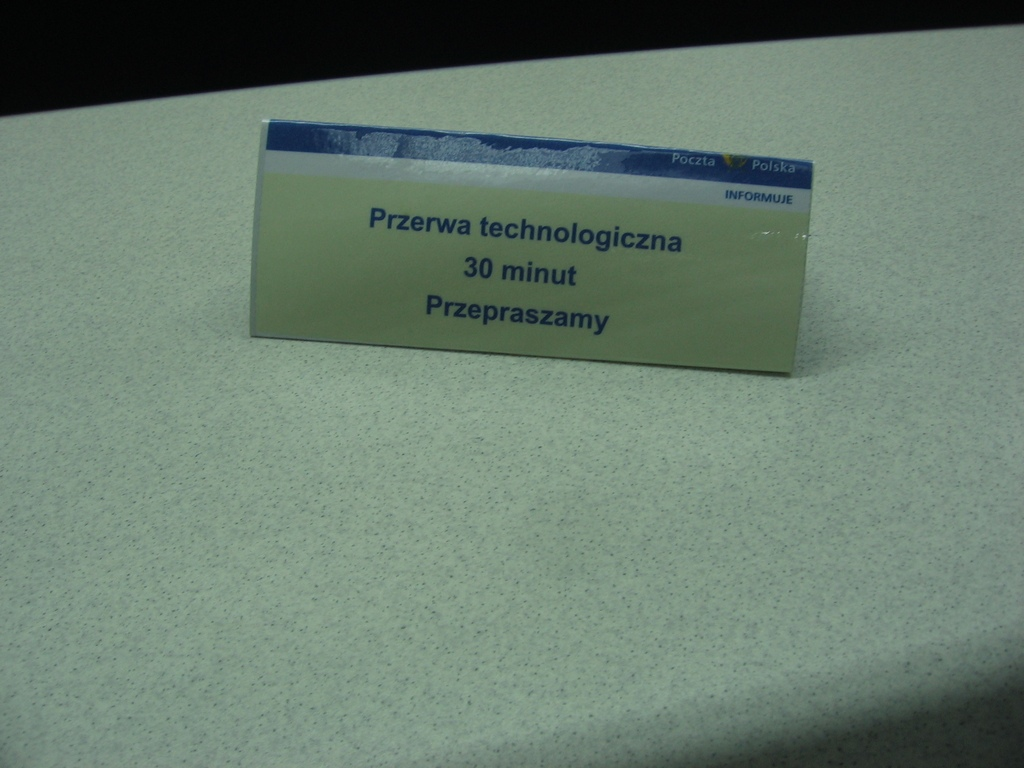 Poczta Polska
INFORMUJE
Przerwa technologiczna
30 minut
Przepraszamy